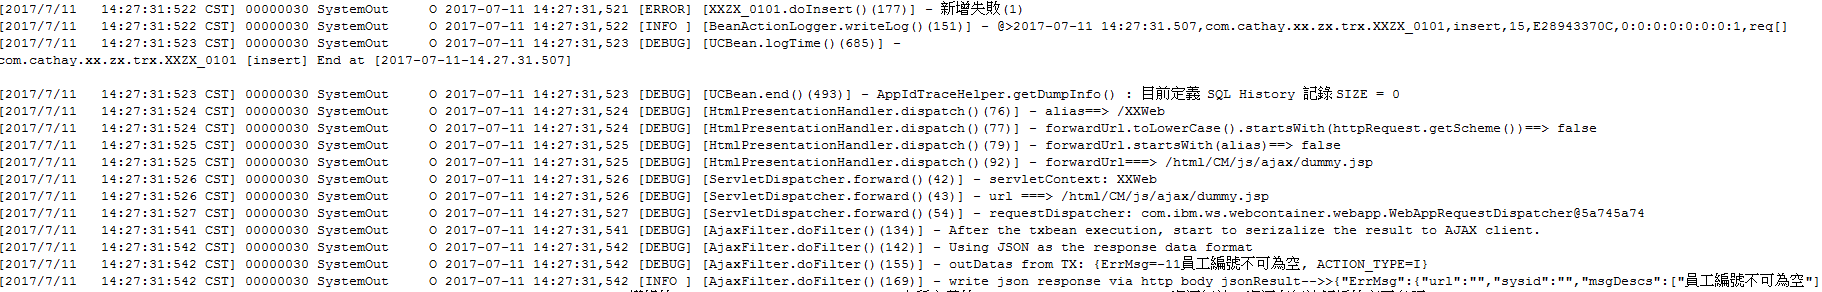 [2017/7/11   14:27:31:522 CST] 00000030 SystemOut     O 2017-07-11 14:27:31,521 [ERROR] [XXZX_0101.doInsert()(177)] - 新增失敗(1)
[2017/7/11   14:27:31:522 CST] 00000030 SystemOut     O 2017-07-11 14:27:31,522 [INFO ] [BeanActionLogger.writeLog()(151)] - @>2017-07-11 14:27:31.507,com.cathay.xx.zx.trx.XXZX_0101,insert,15,E28943370C,0:0:0:0:0:0:0:1,req[]
[2017/7/11   14:27:31:523 CST] 00000030 SystemOut     O 2017-07-11 14:27:31,523 [DEBUG] [UCBean.logTime()(685)] -
com.cathay.xx.zx.trx.XXZX_0101 [insert] End at [2017-07-11-14.27.31.507]
[2017/7/11   14:27:31:523 CST] 00000030 SystemOut     O 2017-07-11 14:27:31,523 [DEBUG] [UCBean.end()(493)] - AppIdTraceHelper.getDumpInfo() : 目前定義 SQL History 記錄 SIZE = 0
[2017/7/11   14:27:31:524 CST] 00000030 SystemOut     O 2017-07-11 14:27:31,524 [DEBUG] [HtmlPresentationHandler.dispatch()(76)] - alias==> /XXWeb
[2017/7/11   14:27:31:524 CST] 00000030 SystemOut     O 2017-07-11 14:27:31,524 [DEBUG] [HtmlPresentationHandler.dispatch()(77)] - forwardUrl.toLowerCase().startsWith(httpRequest.getScheme())==> false
[2017/7/11   14:27:31:525 CST] 00000030 SystemOut     O 2017-07-11 14:27:31,525 [DEBUG] [HtmlPresentationHandler.dispatch()(79)] - forwardUrl.startsWith(alias)==> false
[2017/7/11   14:27:31:525 CST] 00000030 SystemOut     O 2017-07-11 14:27:31,525 [DEBUG] [HtmlPresentationHandler.dispatch()(92)] - forwardUrl===> /html/CM/js/ajax/dummy.jsp
[2017/7/11   14:27:31:526 CST] 00000030 SystemOut     O 2017-07-11 14:27:31,526 [DEBUG] [ServletDispatcher.forward()(42)] - servletContext: XXWeb
[2017/7/11   14:27:31:526 CST] 00000030 SystemOut     O 2017-07-11 14:27:31,526 [DEBUG] [ServletDispatcher.forward()(43)] - url ===> /html/CM/js/ajax/dummy.jsp
[2017/7/11   14:27:31:527 CST] 00000030 SystemOut     O 2017-07-11 14:27:31,527 [DEBUG] [ServletDispatcher.forward()(54)] - requestDispatcher: com.ibm.ws.webcontainer.webapp.WebAppRequestDispatcher@5a745a74
[2017/7/11   14:27:31:541 CST] 00000030 SystemOut     O 2017-07-11 14:27:31,541 [DEBUG] [AjaxFilter.doFilter()(134)] - After the txbean execution, start to serizalize the result to AJAX client.
[2017/7/11   14:27:31:542 CST] 00000030 SystemOut     O 2017-07-11 14:27:31,542 [DEBUG] [AjaxFilter.doFilter()(142)] - Using JSON as the response data format
[2017/7/11   14:27:31:542 CST] 00000030 SystemOut     O 2017-07-11 14:27:31,542 [DEBUG] [AjaxFilter.doFilter()(155)] - outDatas from TX: {ErrMsg=-11員工編號不可為空, ACTION_TYPE=I}
[2017/7/11   14:27:31:542 CST] 00000030 SystemOut     O 2017-07-11 14:27:31,542 [INFO ] [AjaxFilter.doFilter()(169)] - write json response via http body jsonResult-->>{"ErrMsg":{"url":"","sysid":"","msgDescs":["員工編號不可為空"]